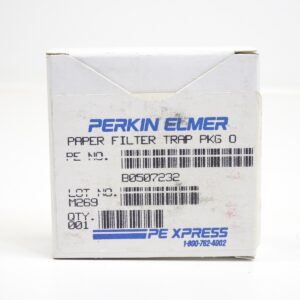 PERKIN ELMER
PAPER FILTER TRAP PKG O
PE NO.
B0507232
LOT NO.
M269
QTY.
001
PE XPRESS
1-800-762-4002